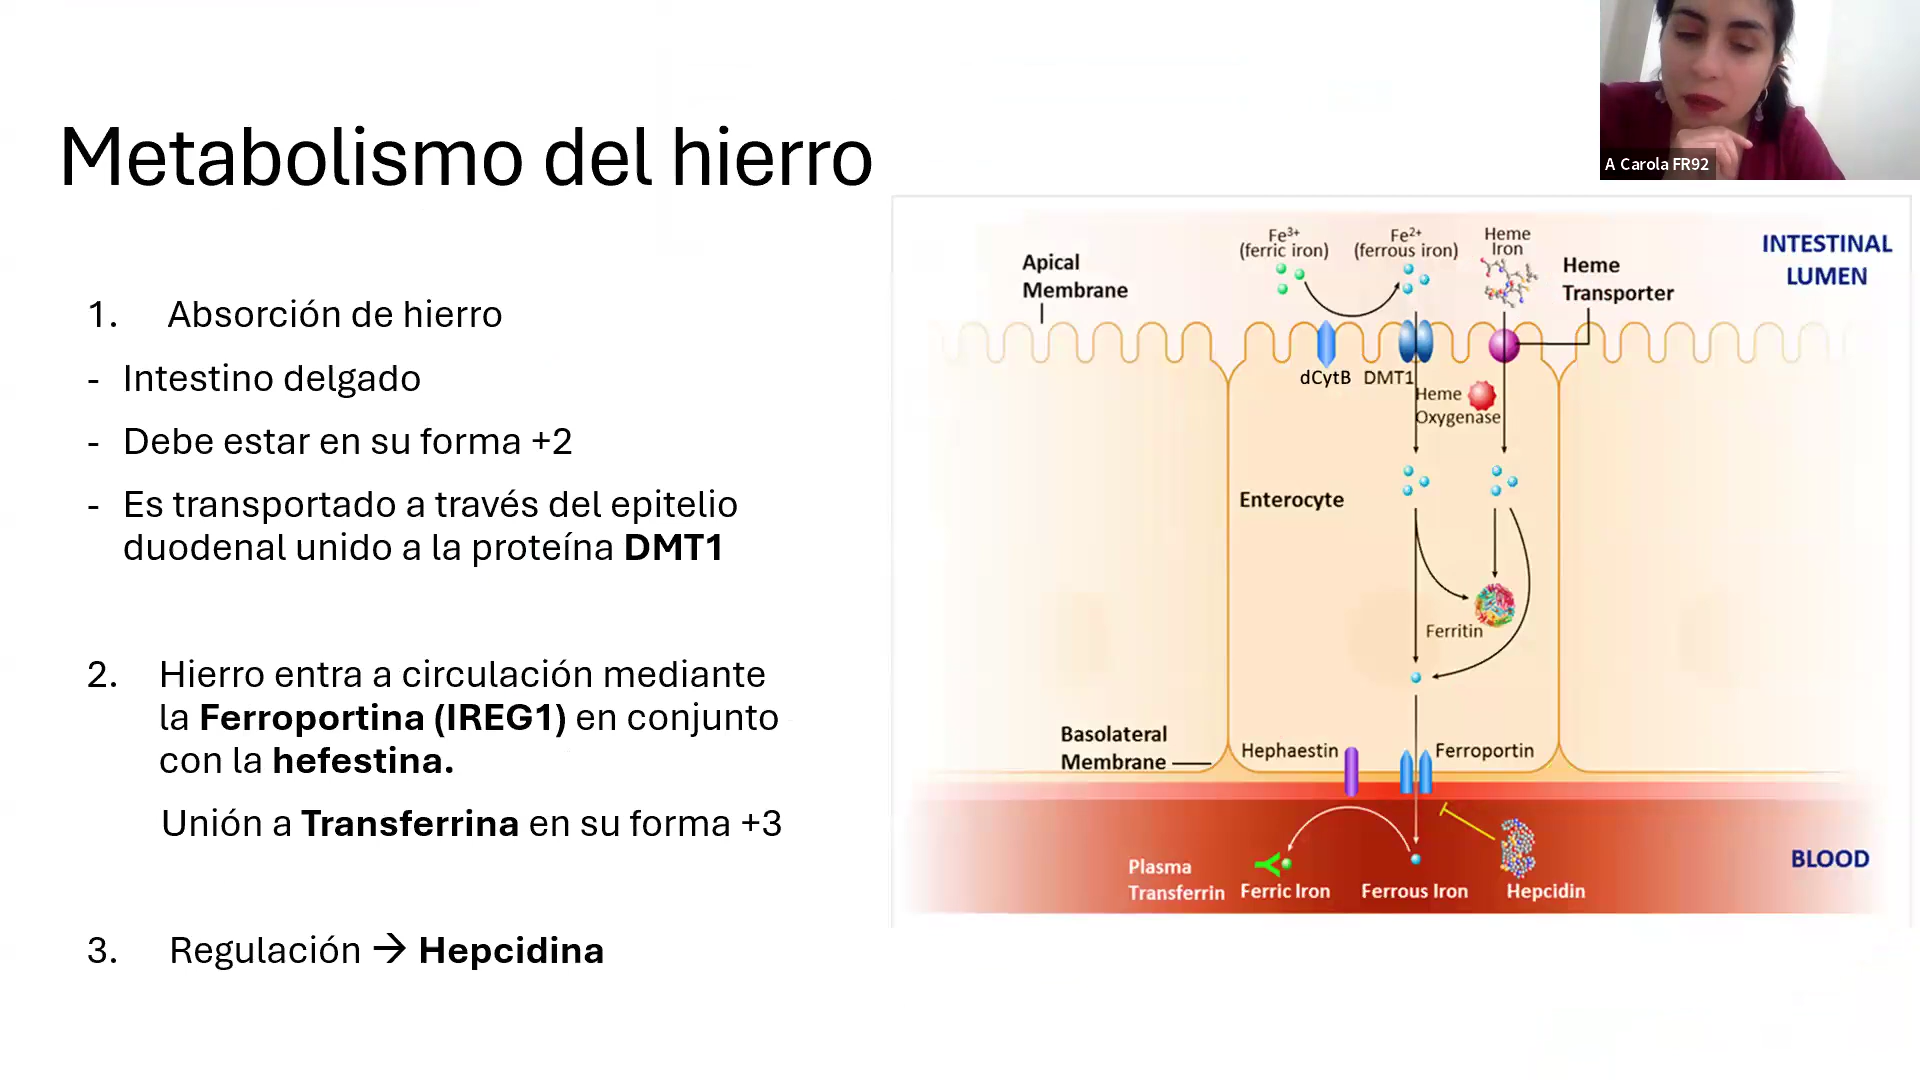 A Carola FR92
Metabolismo del hierro
1. Absorción de hierro
- Intestino delgado
- Debe estar en su forma +2
- Es transportado a través del epitelio
duodenal unido a la proteína DMT1
2. Hierro entra a circulación mediante
la Ferroportina (IREG1) en conjunto
con la hefestina.
Unión a Transferrina en su forma +3
3. Regulación → Hepcidina
Fe³⁺
(ferric iron)
Fe²⁺
(ferrous iron)
Heme
Iron
INTESTINAL
LUMEN
Apical
Membrane
Heme
Transporter
dCytB
DMT1
Heme
Oxygenase
Enterocyte
Ferritin
Basolateral
Membrane
Hephaestin
Ferroportin
BLOOD
Plasma
Transferrin
Ferric Iron
Ferrous Iron
Hepcidin